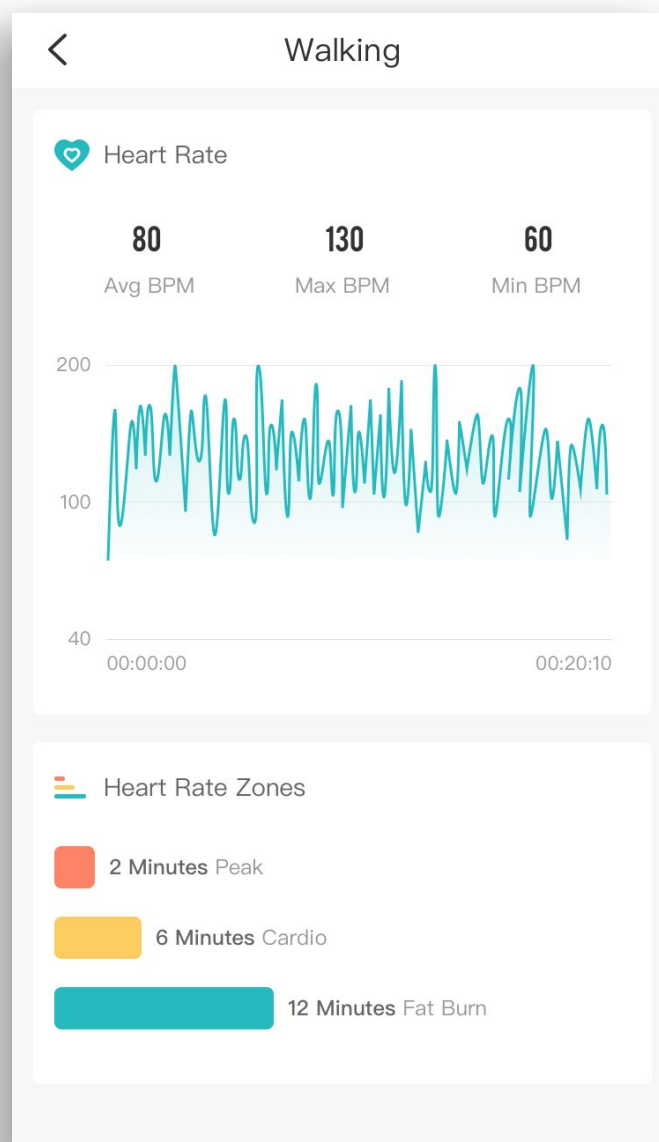 Walking
Heart Rate
80 130 60
Avg BPM Max BPM Min BPM
200
100
40
00:00:00 00:20:10
Heart Rate Zones
2 Minutes Peak
6 Minutes Cardio
12 Minutes Fat Burn